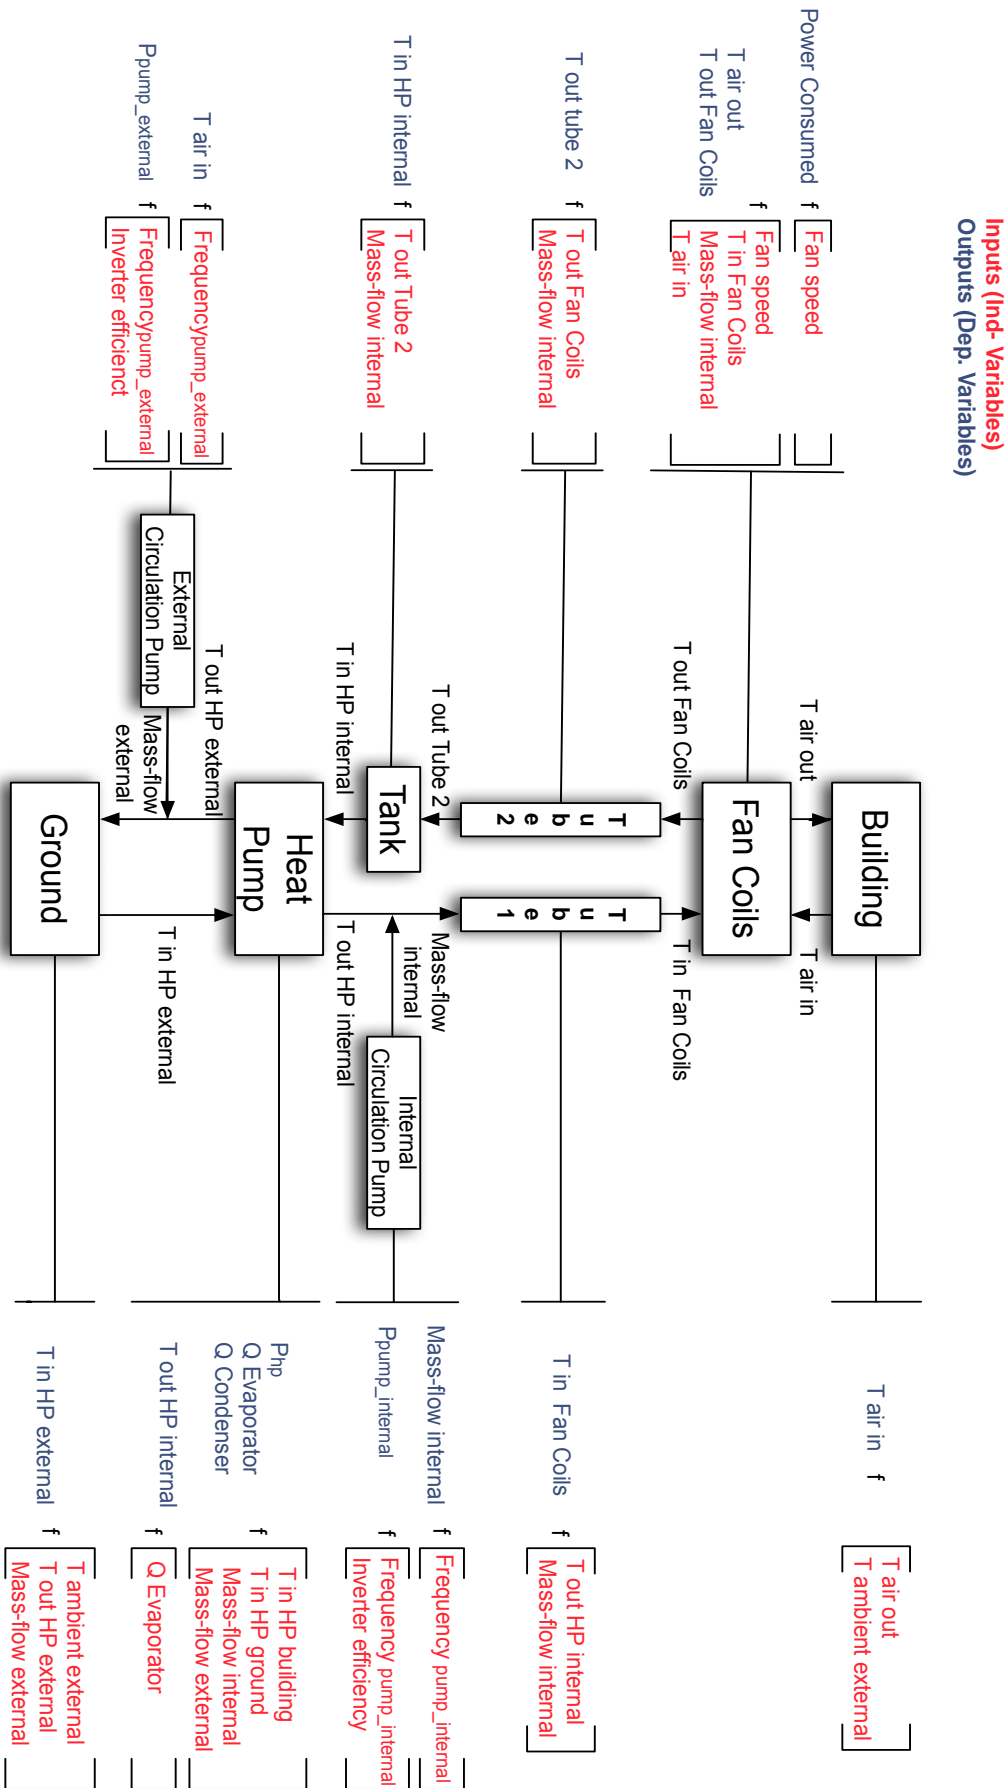 Inputs (Ind- Variables)
Outputs (Dep. Variables)
Power Consumed f
Fan speed
T air out
T out Fan Coils
f
Fan speed
T in Fan Coils
Mass-flow internal
T air in
T out tube 2 f
T out Fan Coils
Mass-flow internal
T in HP internal f
T out Tube 2
Mass-flow internal
T air in f
Frequencypump_external
Ppump_external f
Frequencypump_external
Inverter efficienct
External
Circulation Pump
Mass-flow
external
T out HP external
T in HP internal
T out Tube 2
T out Fan Coils
T air out
Building
Fan Coils
Tube 2
Tube 1
Tank
Heat
Pump
Ground
T air in
T in Fan Coils
Mass-flow
internal
T out HP internal
T in HP external
Internal
Circulation Pump
T air in f
T air out
T ambient external
T in Fan Coils f
T out HP internal
Mass-flow internal
Mass-flow internal f
Frequency pump_internal
Ppump_internal f
Frequency pump_internal
Inverter efficiency
Php
Q Evaporator
Q Condenser
f
T in HP building
T in HP ground
Mass-flow internal
Mass-flow external
T out HP internal f
Q Evaporator
T in HP external f
T ambient external
T out HP external
Mass-flow external